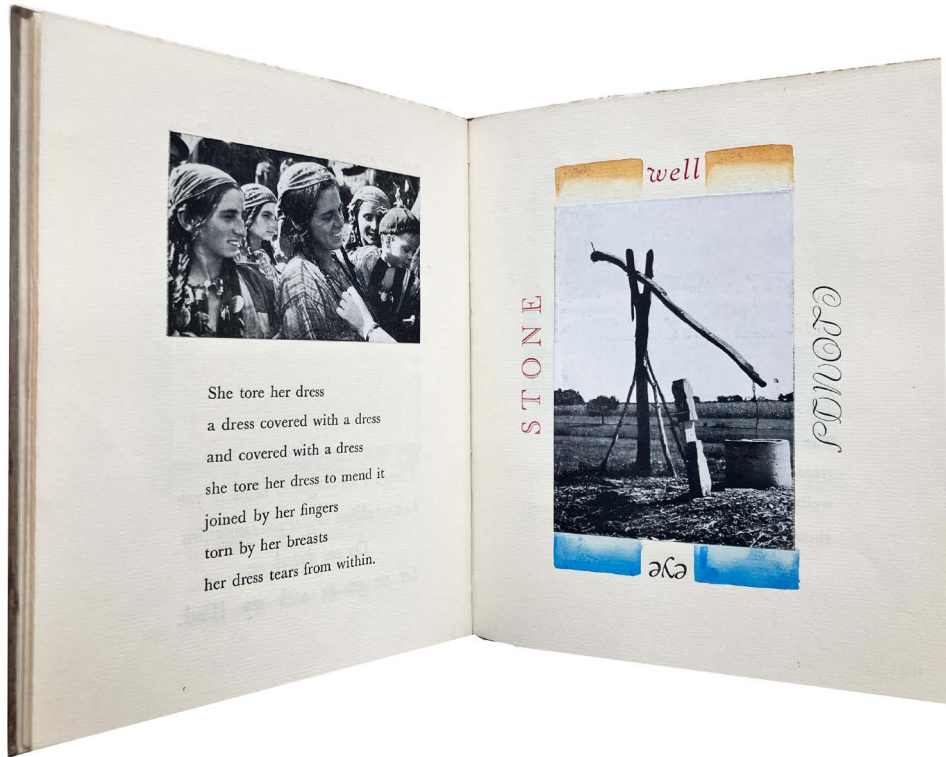 She tore her dress
a dress covered with a dress
and covered with a dress
she tore her dress to mend it
joined by her fingers
torn by her breasts
her dress tears from within.
well
STONE
CLOUDS
eye